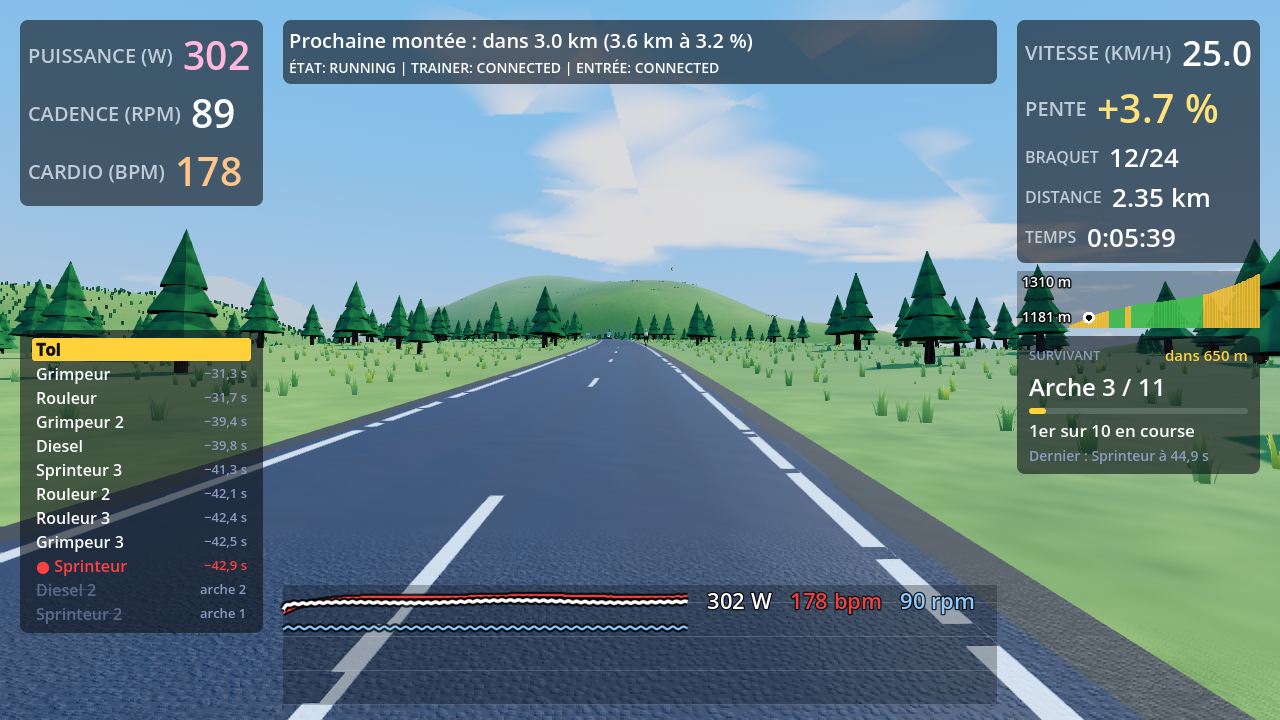 PUISSANCE (W) 302
CADENCE (RPM) 89
CARDIO (BPM) 178
Prochaine montée : dans 3.0 km (3.6 km à 3.2 %)
ÉTAT: RUNNING | TRAINER: CONNECTED | ENTRÉE: CONNECTED
VITESSE (KM/H) 25.0
PENTE +3.7 %
BRAQUET 12/24
DISTANCE 2.35 km
TEMPS 0:05:39
1310 m
1181 m
SURVIVANT dans 650 m
Arche 3 / 11
1er sur 10 en course
Dernier : Sprinteur à 44,9 s
Toi
Grimpeur −31,3 s
Rouleur −31,7 s
Grimpeur 2 −39,4 s
Diesel −39,8 s
Sprinteur 3 −41,3 s
Rouleur 2 −42,1 s
Rouleur 3 −42,4 s
Grimpeur 3 −42,5 s
Sprinteur −42,9 s
Diesel 2 arche 2
Sprinteur 2 arche 1
302 W 178 bpm 90 rpm